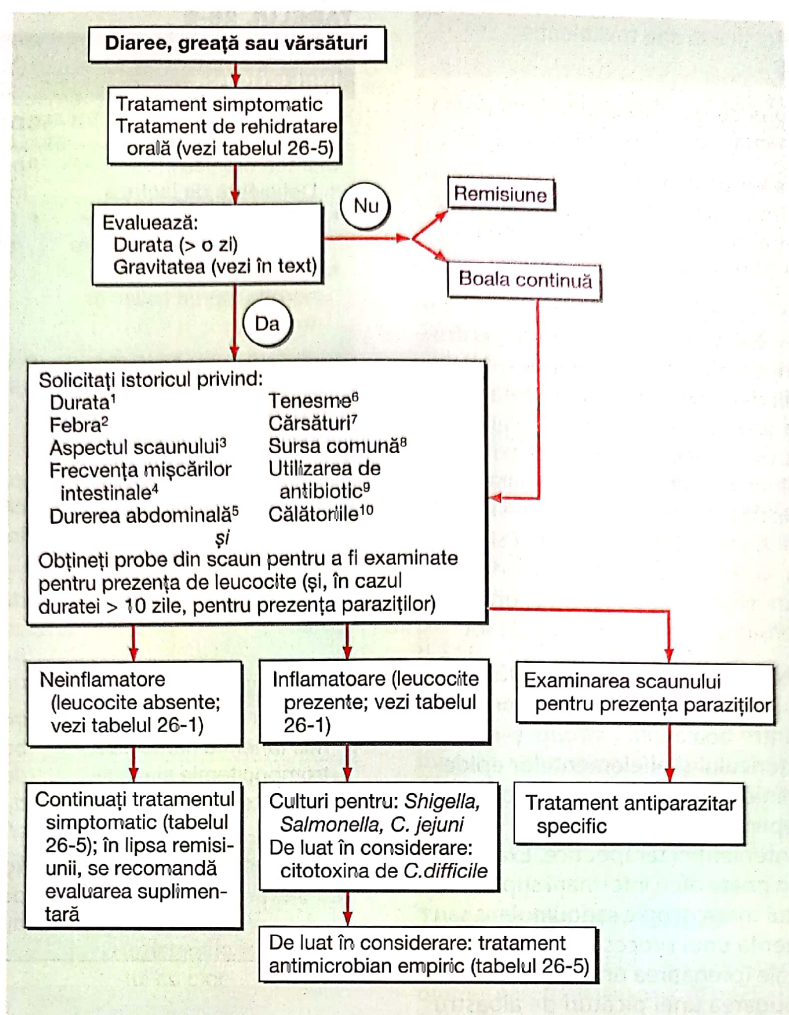 Diaree, greață sau vărsături
Tratament simptomatic
Tratament de rehidratare
orală (vezi tabelul 26-5)
Evaluează:
Durata (> o zi)
Gravitatea (vezi în text)
Nu
Remisiune
Boala continuă
Da
Solicitați istoricul privind:
Durata¹
Febra²
Aspectul scaunului³
Frecvența mișcărilor
intestinale⁴
Durerea abdominală⁵
Tenesme⁶
Cărsături⁷
Sursa comună⁸
Utilizarea de
antibiotic⁹
Călătoriile¹⁰
și
Obțineți probe din scaun pentru a fi examinate
pentru prezența de leucocite (și, în cazul
duratei > 10 zile, pentru prezența paraziților)
Neinflamatore
(leucocite absente;
vezi tabelul 26-1)
Inflamatoare (leucocite
prezente; vezi tabelul
26-1)
Examinarea scaunului
pentru prezența paraziților
Continuați tratamentul
simptomatic (tabelul
26-5); în lipsa remisi-
unii, se recomandă
evaluarea suplimen-
tară
Culturi pentru: Shigella,
Salmonella, C. jejuni
De luat în considerare:
citotoxina de C.difficile
Tratament antiparazitar
specific
De luat în considerare: tratament
antimicrobian empiric (tabelul 26-5)